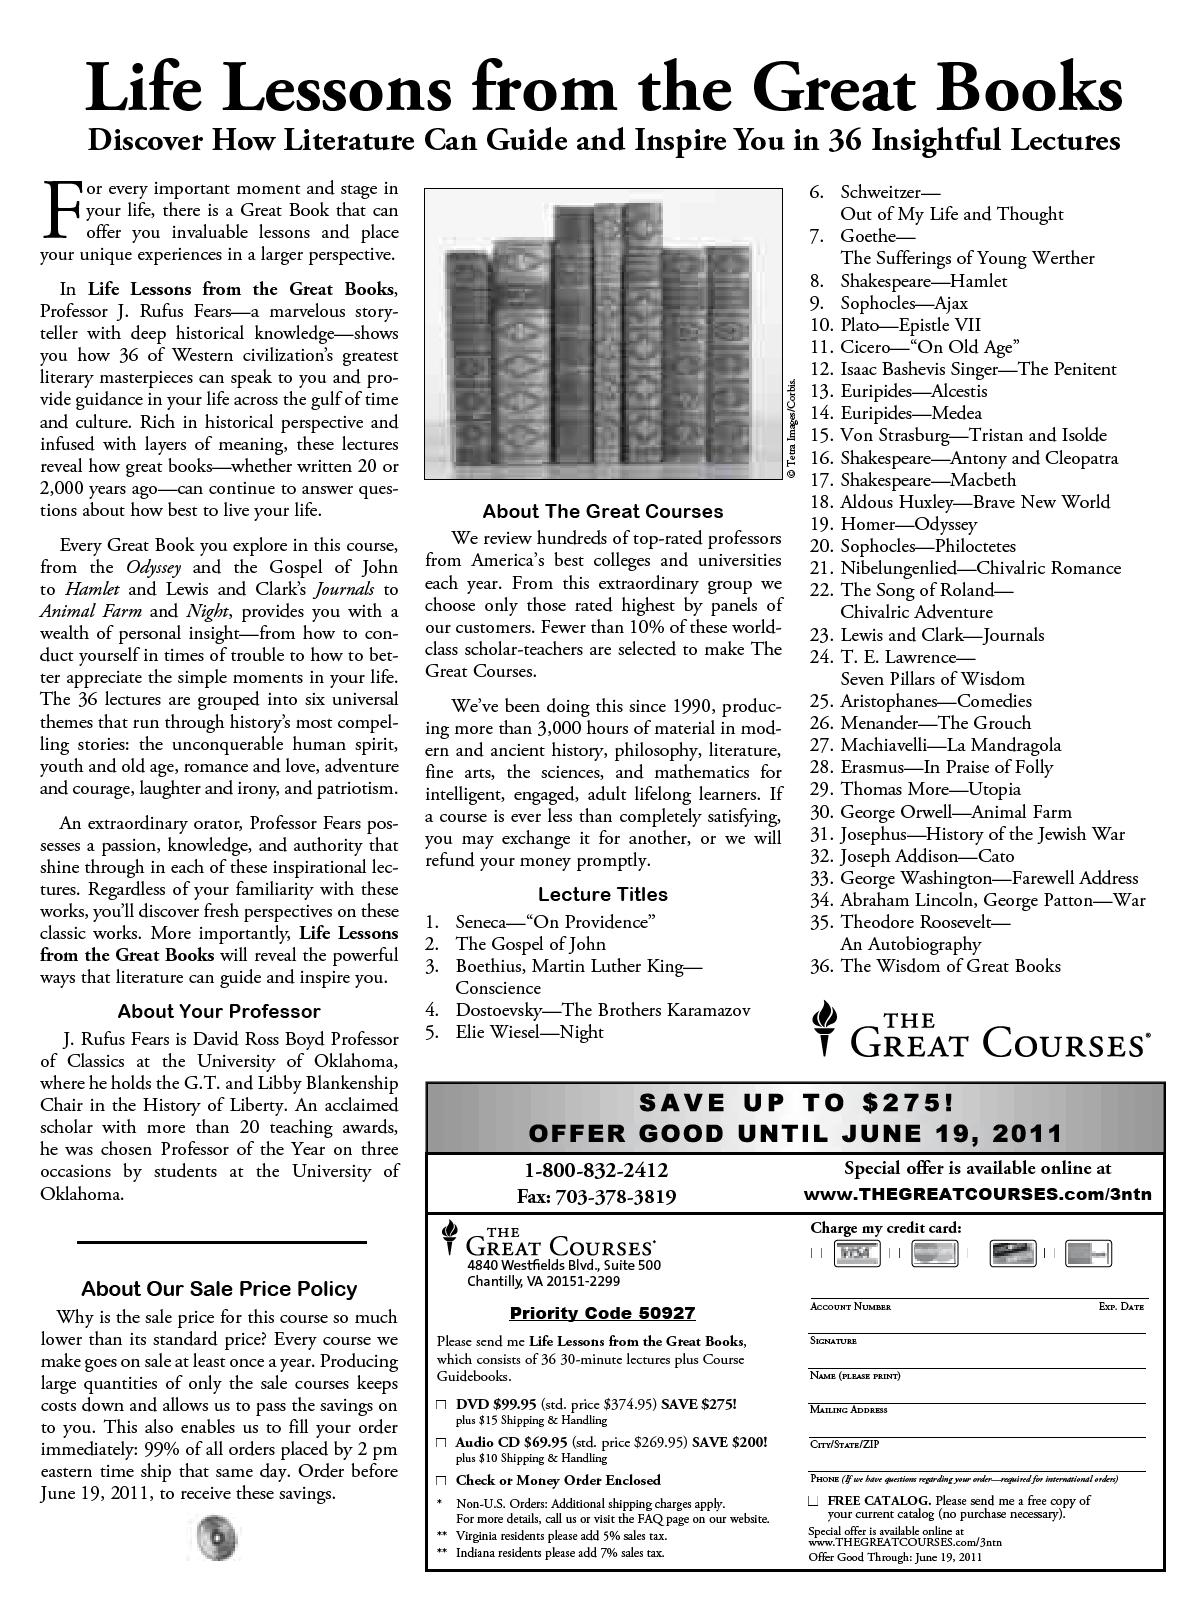 Life Lessons from the Great Books
Discover How Literature Can Guide and Inspire You in 36 Insightful Lectures
For every important moment and stage in
your life, there is a Great Book that can
offer you invaluable lessons and place
your unique experiences in a larger perspective.
In Life Lessons from the Great Books,
Professor J. Rufus Fears—a marvelous story-
teller with deep historical knowledge—shows
you how 36 of Western civilization's greatest
literary masterpieces can speak to you and pro-
vide guidance in your life across the gulf of time
and culture. Rich in historical perspective and
infused with layers of meaning, these lectures
reveal how great books—whether written 20 or
2,000 years ago—can continue to answer ques-
tions about how best to live your life.
Every Great Book you explore in this course,
from the Odyssey and the Gospel of John
to Hamlet and Lewis and Clark's Journals to
Animal Farm and Night, provides you with a
wealth of personal insight—from how to con-
duct yourself in times of trouble to how to bet-
ter appreciate the simple moments in your life.
The 36 lectures are grouped into six universal
themes that run through history's most compel-
ling stories: the unconquerable human spirit,
youth and old age, romance and love, adventure
and courage, laughter and irony, and patriotism.
An extraordinary orator, Professor Fears pos-
sesses a passion, knowledge, and authority that
shine through in each of these inspirational lec-
tures. Regardless of your familiarity with these
works, you'll discover fresh perspectives on these
classic works. More importantly, Life Lessons
from the Great Books will reveal the powerful
ways that literature can guide and inspire you.
About Your Professor
J. Rufus Fears is David Ross Boyd Professor
of Classics at the University of Oklahoma,
where he holds the G.T. and Libby Blankenship
Chair in the History of Liberty. An acclaimed
scholar with more than 20 teaching awards,
he was chosen Professor of the Year on three
occasions by students at the University of
Oklahoma.
About Our Sale Price Policy
Why is the sale price for this course so much
lower than its standard price? Every course we
make goes on sale at least once a year. Producing
large quantities of only the sale courses keeps
costs down and allows us to pass the savings on
to you. This also enables us to fill your order
immediately: 99% of all orders placed by 2 pm
eastern time ship that same day. Order before
June 19, 2011, to receive these savings.
© Tetra Images/Corbis.
About The Great Courses
We review hundreds of top-rated professors
from America's best colleges and universities
each year. From this extraordinary group we
choose only those rated highest by panels of
our customers. Fewer than 10% of these world-
class scholar-teachers are selected to make The
Great Courses.
We've been doing this since 1990, produc-
ing more than 3,000 hours of material in mod-
ern and ancient history, philosophy, literature,
fine arts, the sciences, and mathematics for
intelligent, engaged, adult lifelong learners. If
a course is ever less than completely satisfying,
you may exchange it for another, or we will
refund your money promptly.
Lecture Titles
1. Seneca—"On Providence"
2. The Gospel of John
3. Boethius, Martin Luther King—
Conscience
4. Dostoevsky—The Brothers Karamazov
5. Elie Wiesel—Night
6. Schweitzer—
Out of My Life and Thought
7. Goethe—
The Sufferings of Young Werther
8. Shakespeare—Hamlet
9. Sophocles—Ajax
10. Plato—Epistle VII
11. Cicero—"On Old Age"
12. Isaac Bashevis Singer—The Penitent
13. Euripides—Alcestis
14. Euripides—Medea
15. Von Strasburg—Tristan and Isolde
16. Shakespeare—Antony and Cleopatra
17. Shakespeare—Macbeth
18. Aldous Huxley—Brave New World
19. Homer—Odyssey
20. Sophocles—Philoctetes
21. Nibelungenlied—Chivalric Romance
22. The Song of Roland—
Chivalric Adventure
23. Lewis and Clark—Journals
24. T. E. Lawrence—
Seven Pillars of Wisdom
25. Aristophanes—Comedies
26. Menander—The Grouch
27. Machiavelli—La Mandragola
28. Erasmus—In Praise of Folly
29. Thomas More—Utopia
30. George Orwell—Animal Farm
31. Josephus—History of the Jewish War
32. Joseph Addison—Cato
33. George Washington—Farewell Address
34. Abraham Lincoln, George Patton—War
35. Theodore Roosevelt—
An Autobiography
36. The Wisdom of Great Books
THE
GREAT COURSES®
SAVE UP TO $275!
OFFER GOOD UNTIL JUNE 19, 2011
1-800-832-2412
Fax: 703-378-3819
Special offer is available online at
www.THEGREATCOURSES.com/3ntn
THE
GREAT COURSES®
4840 Westfields Blvd., Suite 500
Chantilly, VA 20151-2299
Priority Code 50927
Please send me Life Lessons from the Great Books,
which consists of 36 30-minute lectures plus Course
Guidebooks.
DVD $99.95 (std. price $374.95) SAVE $275!
plus $15 Shipping & Handling
Audio CD $69.95 (std. price $269.95) SAVE $200!
plus $10 Shipping & Handling
Check or Money Order Enclosed
* Non-U.S. Orders: Additional shipping charges apply.
For more details, call us or visit the FAQ page on our website.
** Virginia residents please add 5% sales tax.
** Indiana residents please add 7% sales tax.
Charge my credit card:
VISA
Account Number Exp. Date
Signature
Name (please print)
Mailing Address
City/State/ZIP
Phone (If we have questions regarding your order—required for international orders)
FREE CATALOG. Please send me a free copy of
your current catalog (no purchase necessary).
Special offer is available online at
www.THEGREATCOURSES.com/3ntn
Offer Good Through: June 19, 2011